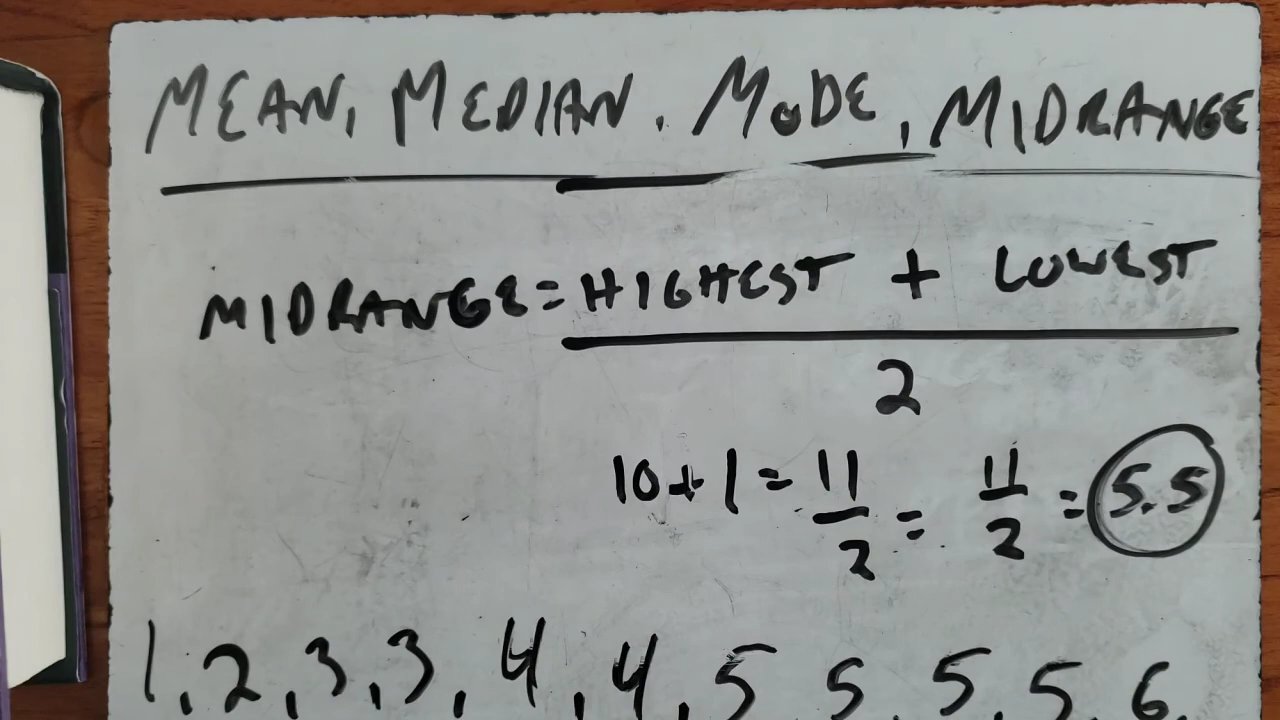 MEAN, MEDIAN, MODE, MIDRANGE
MIDRANGE = HIGHEST + LOWEST
2
10+1 = 11/2 = 11/2 = 5.5
1, 2, 3, 3, 4, 4, 5, 5, 5, 5, 6,